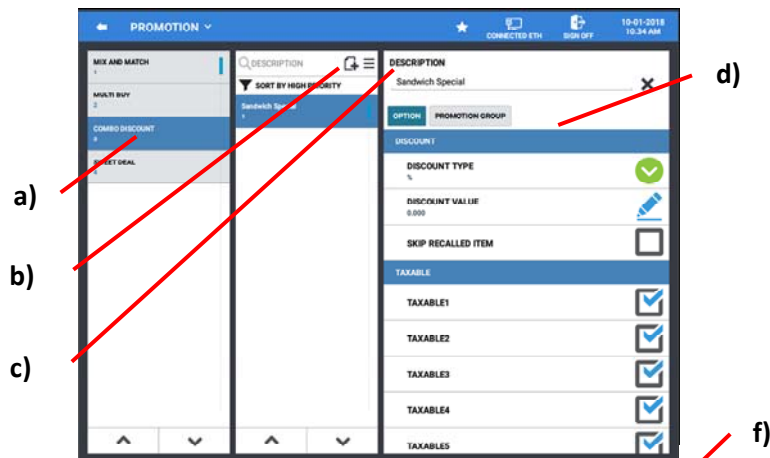 PROMOTION
CONNECTED ETH
SIGN OFF
10-01-2018
10.34 AM
MIX AND MATCH
1
MULTI BUY
2
COMBO DISCOUNT
SWEET DEAL
DESCRIPTION
SORT BY HIGH PRIORITY
Sandwich Special
1
DESCRIPTION
Sandwich Special
OPTION
PROMOTION GROUP
DISCOUNT
DISCOUNT TYPE
%
DISCOUNT VALUE
0.000
SKIP RECALLED ITEM
TAXABLE
TAXABLE1
TAXABLE2
TAXABLE3
TAXABLE4
TAXABLE5
a)
b)
c)
d)
f)